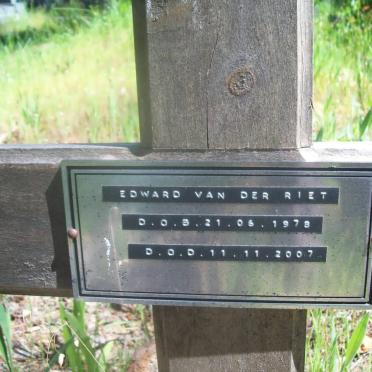 EDWARD VAN DER RIET
D.O.B.21.06.1978
D.O.D.11.11.2007